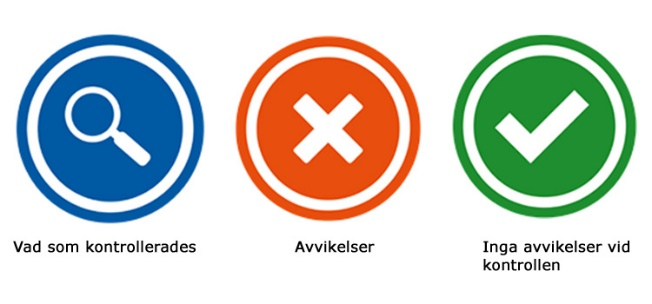 Vad som kontrollerades
Avvikelser
Inga avvikelser vid
kontrollen